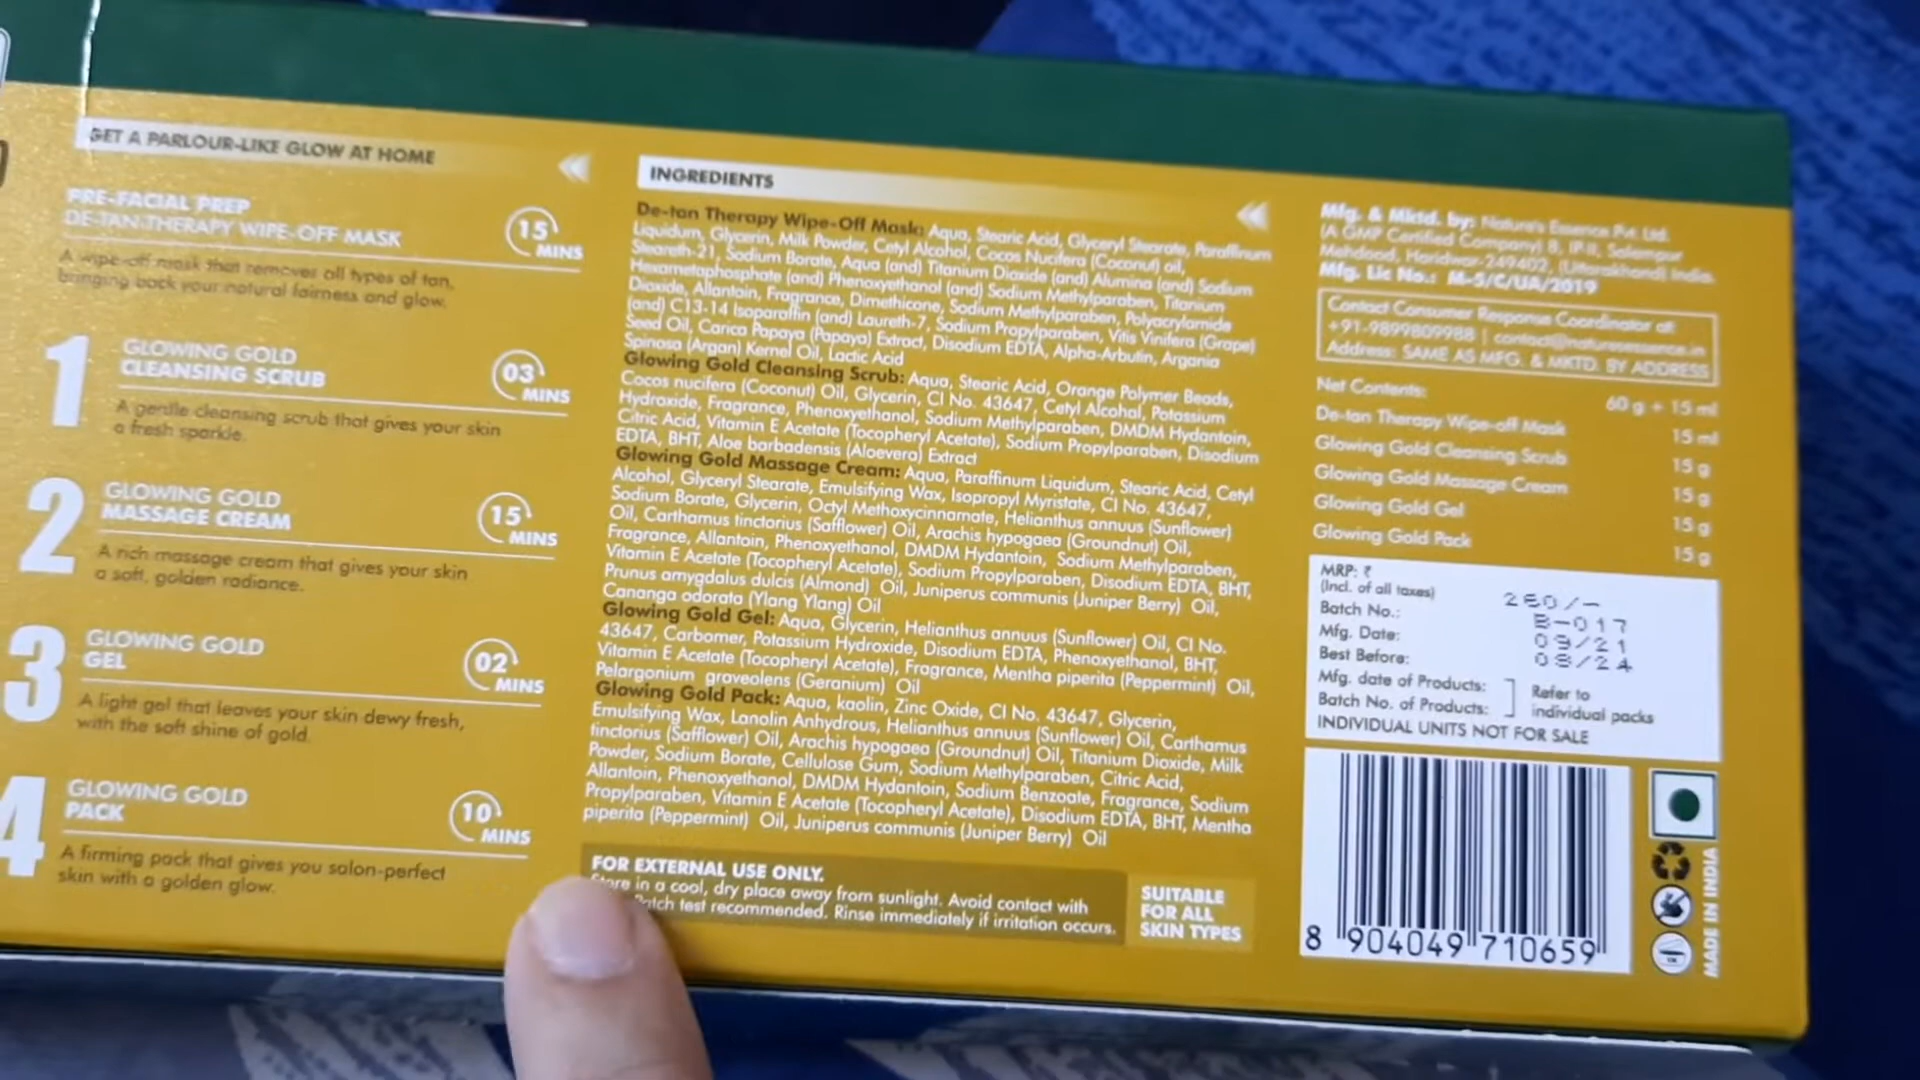 GET A PARLOUR-LIKE GLOW AT HOME
PRE-FACIAL PREP
DE-TAN THERAPY WIPE-OFF MASK
15 MINS
A wipe-off mask that removes all types of tan,
bringing back your natural fairness and glow.
1
GLOWING GOLD
CLEANSING SCRUB
03 MINS
A gentle cleansing scrub that gives your skin
a fresh sparkle.
2
GLOWING GOLD
MASSAGE CREAM
15 MINS
A rich massage cream that gives your skin
a soft, golden radiance.
3
GLOWING GOLD
GEL
02 MINS
A light gel that leaves your skin dewy fresh,
with the soft shine of gold.
4
GLOWING GOLD
PACK
10 MINS
A firming pack that gives you salon-perfect
skin with a golden glow.
INGREDIENTS
De-tan Therapy Wipe-Off Mask: Aqua, Stearic Acid, Glyceryl Stearate, Paraffinum
Liquidum, Glycerin, Milk Powder, Cetyl Alcohol, Cocos Nucifera (Coconut) oil,
Steareth-21, Sodium Borate, Aqua (and) Titanium Dioxide (and) Alumina (and) Sodium
Hexametaphosphate (and) Phenoxyethanol (and) Sodium Methylparaben, Titanium
Dioxide, Allantoin, Fragrance, Dimethicone, Sodium Methylparaben, Polyacrylamide
(and) C13-14 Isoparaffin (and) Laureth-7, Sodium Propylparaben, Vitis Vinifera (Grape)
Seed Oil, Carica Papaya (Papaya) Extract, Disodium EDTA, Alpha-Arbutin, Argania
Spinosa (Argan) Kernel Oil, Lactic Acid
Glowing Gold Cleansing Scrub: Aqua, Stearic Acid, Orange Polymer Beads,
Cocos nucifera (Coconut) Oil, Glycerin, CI No. 43647, Cetyl Alcohol, Potassium
Hydroxide, Fragrance, Phenoxyethanol, Sodium Methylparaben, DMDM Hydantoin,
Citric Acid, Vitamin E Acetate (Tocopheryl Acetate), Sodium Propylparaben, Disodium
EDTA, BHT, Aloe barbadensis (Aloevera) Extract
Glowing Gold Massage Cream: Aqua, Paraffinum Liquidum, Stearic Acid, Cetyl
Alcohol, Glyceryl Stearate, Emulsifying Wax, Isopropyl Myristate, CI No. 43647,
Sodium Borate, Glycerin, Octyl Methoxycinnamate, Helianthus annuus (Sunflower)
Oil, Carthamus tinctorius (Safflower) Oil, Arachis hypogaea (Groundnut) Oil,
Fragrance, Allantoin, Phenoxyethanol, DMDM Hydantoin, Sodium Methylparaben,
Vitamin E Acetate (Tocopheryl Acetate), Sodium Propylparaben, Disodium EDTA, BHT,
Prunus amygdalus dulcis (Almond) Oil, Juniperus communis (Juniper Berry) Oil,
Cananga odorata (Ylang Ylang) Oil
Glowing Gold Gel: Aqua, Glycerin, Helianthus annuus (Sunflower) Oil, CI No.
43647, Carbomer, Potassium Hydroxide, Disodium EDTA, Phenoxyethanol, BHT,
Vitamin E Acetate (Tocopheryl Acetate), Fragrance, Mentha piperita (Peppermint) Oil,
Pelargonium graveolens (Geranium) Oil
Glowing Gold Pack: Aqua, kaolin, Zinc Oxide, CI No. 43647, Glycerin,
Emulsifying Wax, Lanolin Anhydrous, Helianthus annuus (Sunflower) Oil, Carthamus
tinctorius (Safflower) Oil, Arachis hypogaea (Groundnut) Oil, Titanium Dioxide, Milk
Powder, Sodium Borate, Cellulose Gum, Sodium Methylparaben, Citric Acid,
Allantoin, Phenoxyethanol, DMDM Hydantoin, Sodium Benzoate, Fragrance, Sodium
Propylparaben, Vitamin E Acetate (Tocopheryl Acetate), Disodium EDTA, BHT, Mentha
piperita (Peppermint) Oil, Juniperus communis (Juniper Berry) Oil
FOR EXTERNAL USE ONLY.
Store in a cool, dry place away from sunlight. Avoid contact with
Patch test recommended. Rinse immediately if irritation occurs.
SUITABLE
FOR ALL
SKIN TYPES
Mfg. & Mktd. by: Nature's Essence Pvt. Ltd.
(A GMP Certified Company) 8, IP-II, Salempur
Mehdood, Haridwar-249402, (Uttarakhand) India.
Mfg. Lic No.: M-5/C/UA/2019
Contact Consumer Response Coordinator at:
+91-9899809988 | contact@naturessence.in
Address: SAME AS MFG. & MKTD. BY ADDRESS
Net Contents: 60 g + 15 ml
De-tan Therapy Wipe-off Mask 15 ml
Glowing Gold Cleansing Scrub 15 g
Glowing Gold Massage Cream 15 g
Glowing Gold Gel 15 g
Glowing Gold Pack 15 g
MRP: ₹
(Incl. of all taxes) 260/-
Batch No.: B-017
Mfg. Date: 09/21
Best Before: 08/24
Mfg. date of Products:
Batch No. of Products:
Refer to
individual packs
INDIVIDUAL UNITS NOT FOR SALE
8 904049 710659
MADE IN INDIA